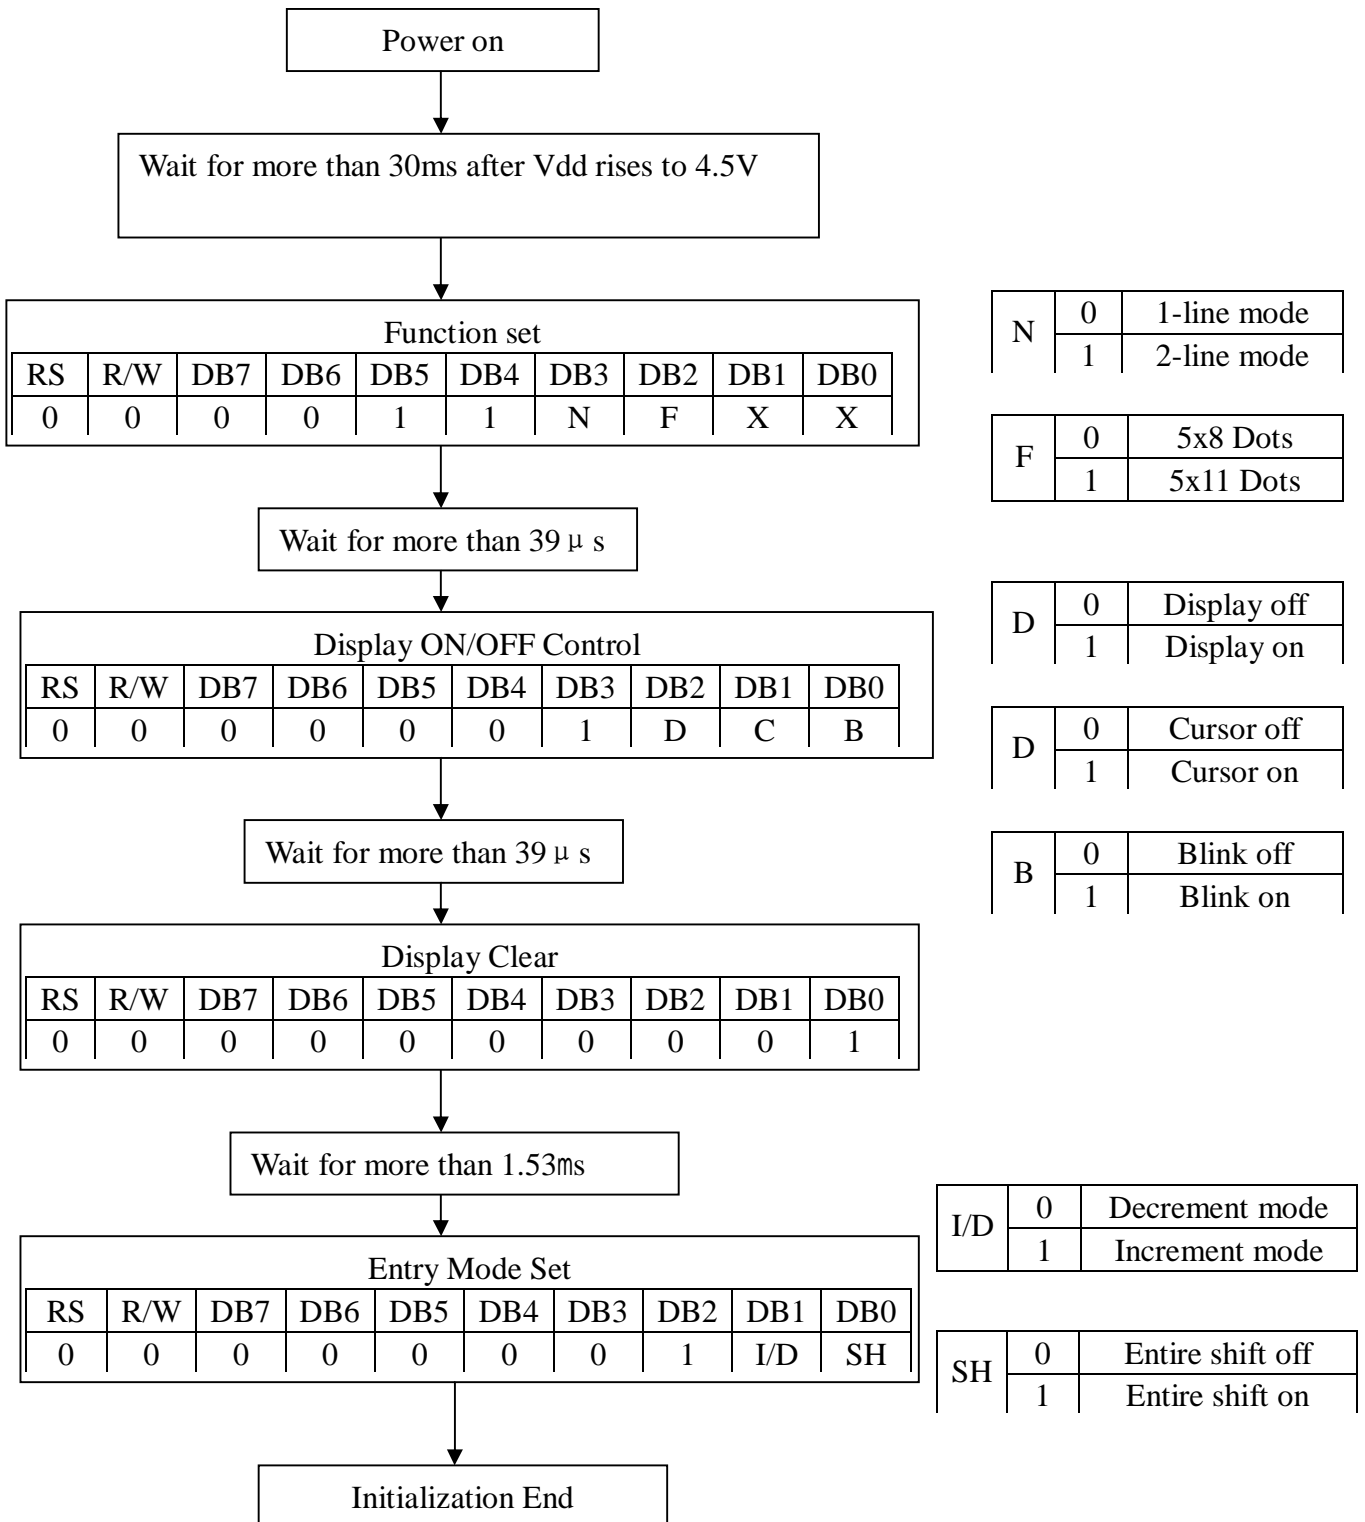 Power on
Wait for more than 30ms after Vdd rises to 4.5V
Function set
RS R/W DB7 DB6 DB5 DB4 DB3 DB2 DB1 DB0
0 0 0 0 1 1 N F X X
N 0 1-line mode
1 2-line mode
F 0 5x8 Dots
1 5x11 Dots
Wait for more than 39μs
Display ON/OFF Control
RS R/W DB7 DB6 DB5 DB4 DB3 DB2 DB1 DB0
0 0 0 0 0 0 1 D C B
D 0 Display off
1 Display on
D 0 Cursor off
1 Cursor on
B 0 Blink off
1 Blink on
Wait for more than 39μs
Display Clear
RS R/W DB7 DB6 DB5 DB4 DB3 DB2 DB1 DB0
0 0 0 0 0 0 0 0 0 1
Wait for more than 1.53ms
Entry Mode Set
RS R/W DB7 DB6 DB5 DB4 DB3 DB2 DB1 DB0
0 0 0 0 0 0 0 1 I/D SH
I/D 0 Decrement mode
1 Increment mode
SH 0 Entire shift off
1 Entire shift on
Initialization End